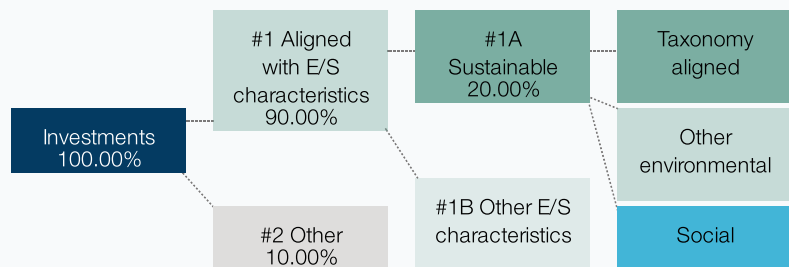 Investments
100.00%
#1 Aligned
with E/S
characteristics
90.00%
#2 Other
10.00%
#1A
Sustainable
20.00%
#1B Other E/S
characteristics
Taxonomy
aligned
Other
environmental
Social